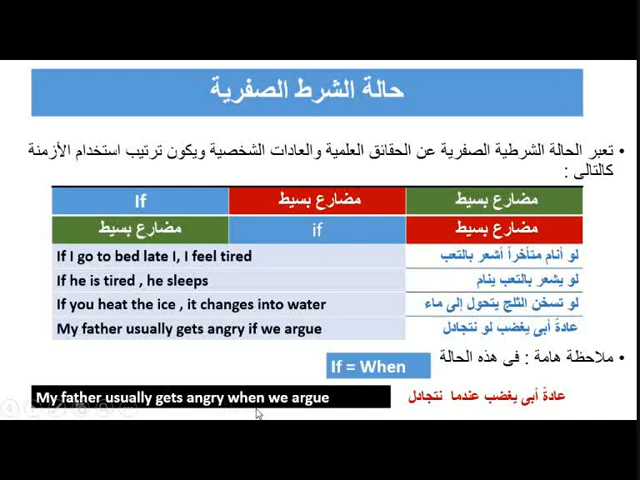 حالة الشرط الصفرية
• تعبر الحالة الشرطية الصفرية عن الحقائق العلمية والعادات الشخصية ويكون ترتيب استخدام الأزمنة
كالتالى :
If مضارع بسيط مضارع بسيط
مضارع بسيط if مضارع بسيط
If I go to bed late I, I feel tired لو أنام متأخراً أشعر بالتعب
If he is tired , he sleeps لو يشعر بالتعب ينام
If you heat the ice , it changes into water لو تسخن الثلج يتحول إلى ماء
My father usually gets angry if we argue عادةً أبى يغضب لو نتجادل
• ملاحظة هامة : فى هذه الحالة If = When
My father usually gets angry when we argue عادةً أبى يغضب عندما نتجادل